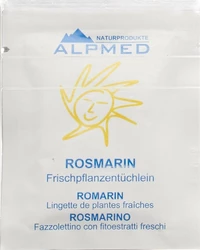 NATURPRODUKTE
ALPMED
ROSMARIN
Frischpflanzentüchlein
ROMARIN
Lingette de plantes fraîches
ROSMARINO
Fazzolettino con fitoestratti freschi